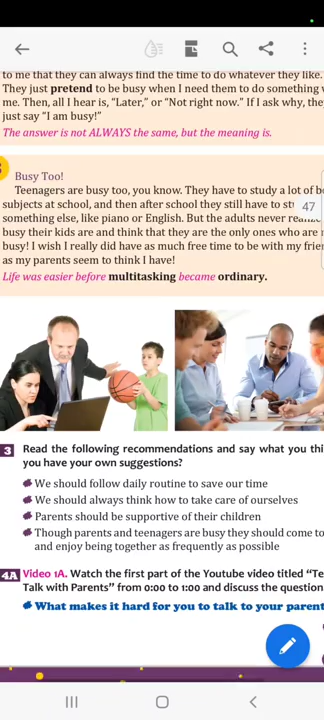 to me that they can always find the time to do whatever they like.
They just pretend to be busy when I need them to do something
me. Then, all I hear is, “Later,” or “Not right now.” If I ask why, they
just say “I am busy!”
The answer is not ALWAYS the same, but the meaning is.
Busy Too!
Teenagers are busy too, you know. They have to study a lot of
subjects at school, and then after school they still have to
something else, like piano or English. But the adults never
busy their kids are and think that they are the only ones who are
busy! I wish I really did have as much free time to be with my
as my parents seem to think I have!
47
Life was easier before multitasking became ordinary.
3 Read the following recommendations and say what you
you have your own suggestions?
We should follow daily routine to save our time
We should always think how to take care of ourselves
Parents should be supportive of their children
Though parents and teenagers are busy they should come to
and enjoy being together as frequently as possible
4A Video 1A. Watch the first part of the Youtube video titled
Talk with Parents” from 0:00 to 1:00 and discuss the
What makes it hard for you to talk to your